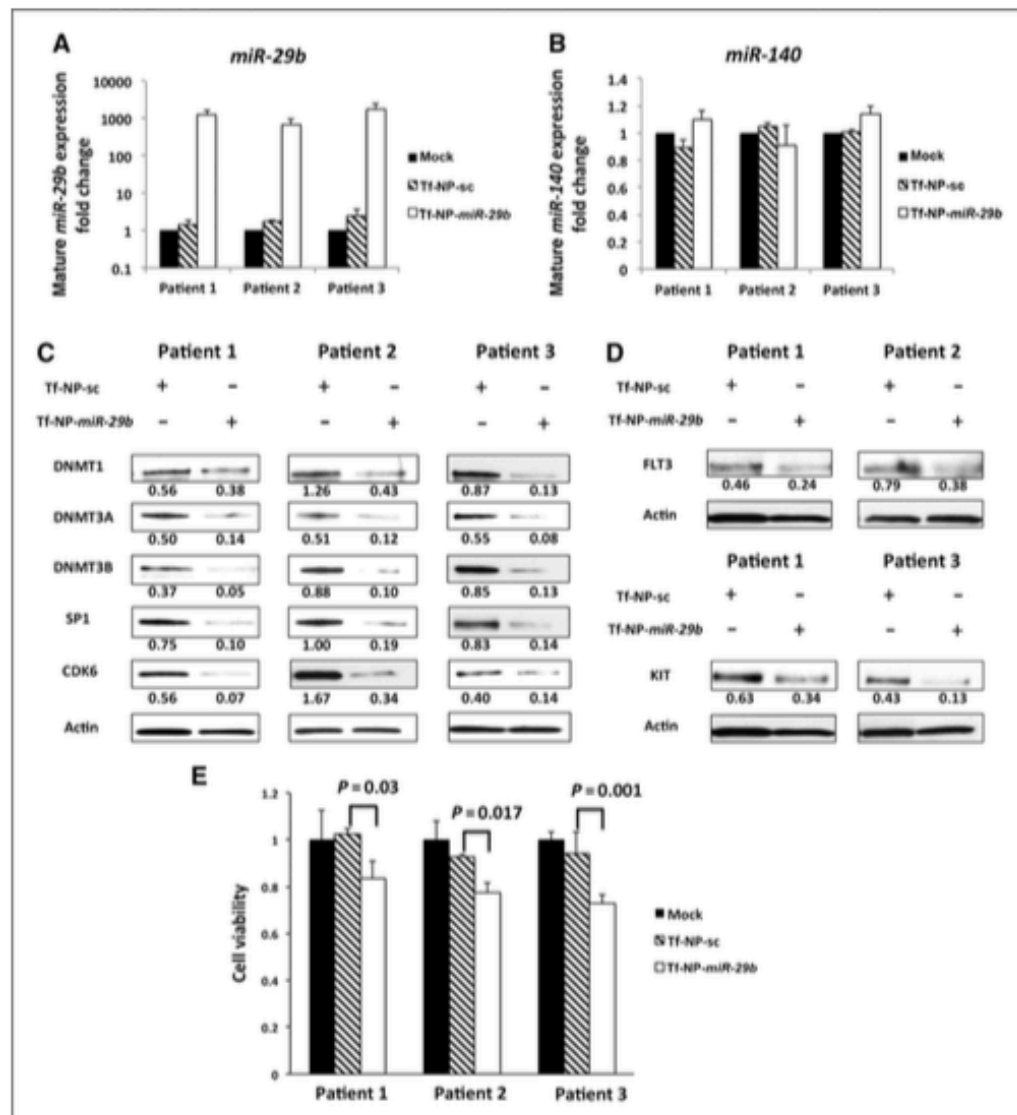 A
miR-29b
Mature miR-29b expression
fold change
10000
1000
100
10
1
0.1
Patient 1 Patient 2 Patient 3
Mock
Tf-NP-sc
Tf-NP-miR-29b
B
miR-140
Mature miR-140 expression
fold change
1.4
1.2
1
0.8
0.6
0.4
0.2
0
Patient 1 Patient 2 Patient 3
Mock
Tf-NP-sc
Tf-NP-miR-29b
C
Patient 1 Patient 2 Patient 3
Tf-NP-sc + – + – + –
Tf-NP-miR-29b – + – + – +
DNMT1
0.56 0.38 1.26 0.43 0.87 0.13
DNMT3A
0.50 0.14 0.51 0.12 0.55 0.08
DNMT3B
0.37 0.05 0.88 0.10 0.85 0.13
SP1
0.75 0.10 1.00 0.19 0.83 0.14
CDK6
0.56 0.07 1.67 0.34 0.40 0.14
Actin
D
Patient 1 Patient 2
Tf-NP-sc + – + –
Tf-NP-miR-29b – + – +
FLT3
0.46 0.24 0.79 0.38
Actin
Patient 1 Patient 3
Tf-NP-sc + – + –
Tf-NP-miR-29b – + – +
KIT
0.63 0.34 0.43 0.13
Actin
E
P = 0.03
P = 0.017
P = 0.001
Cell viability
1.2
1
0.8
0.6
0.4
0.2
0
Patient 1 Patient 2 Patient 3
Mock
Tf-NP-sc
Tf-NP-miR-29b